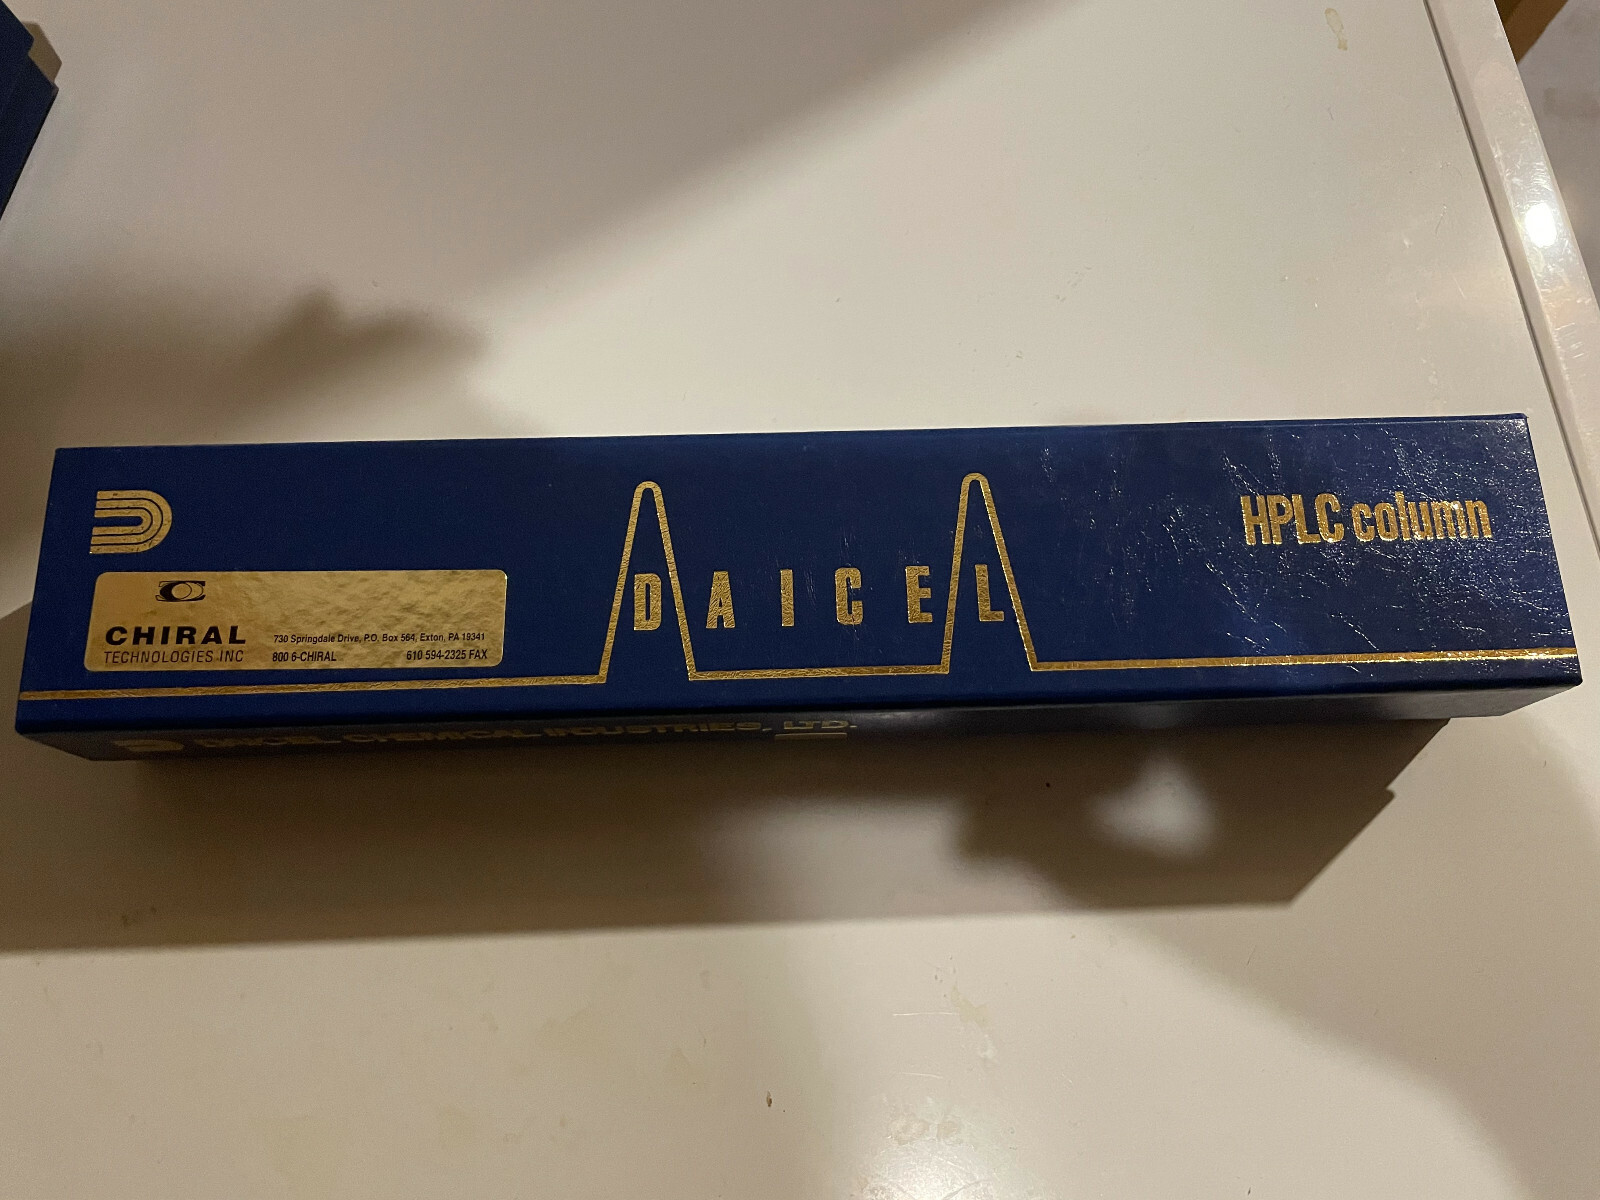 DAICEL
HPLC column
CHIRAL
TECHNOLOGIES INC
730 Springdale Drive, P.O. Box 564, Exton, PA 19341
800 6-CHIRAL 610 594-2325 FAX
DAICEL CHEMICAL INDUSTRIES, LTD.